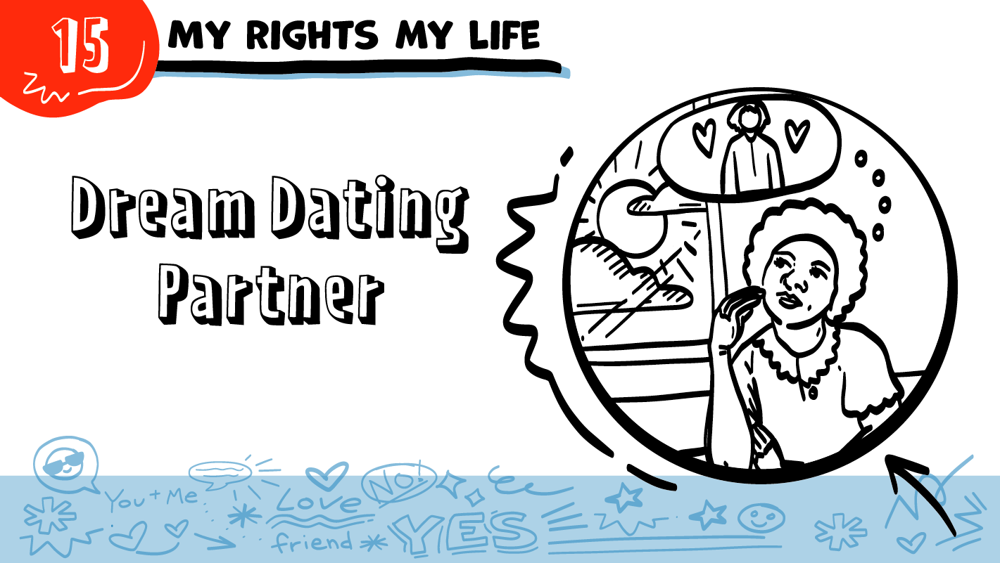 15
MY RIGHTS MY LIFE
Dream Dating
Partner
You + Me
Love
friend
NO!
YES
NO